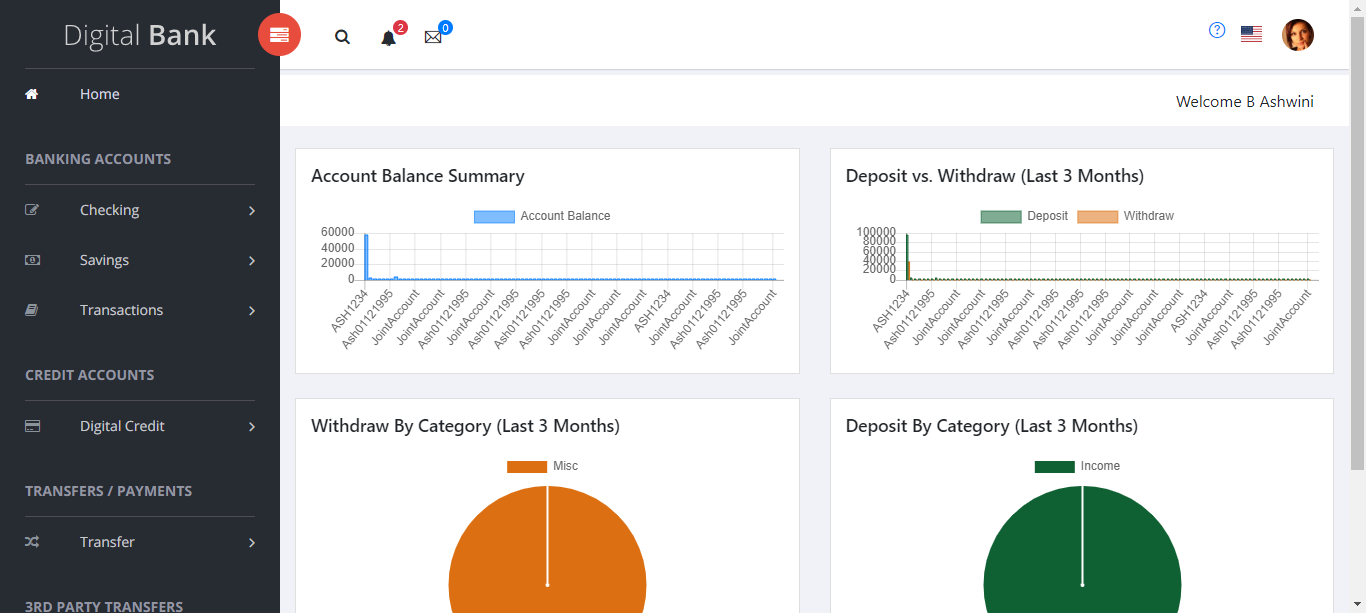 Digital Bank
2
0
Home
Welcome B Ashwini
BANKING ACCOUNTS
Checking
Savings
Transactions
CREDIT ACCOUNTS
Digital Credit
TRANSFERS / PAYMENTS
Transfer
3RD PARTY TRANSFERS
Account Balance Summary
Account Balance
60000
40000
20000
0
ASH1234
Ash01121995
JointAccount
JointAccount
Ash01121995
JointAccount
Ash01121995
Ash01121995
Ash01121995
JointAccount
JointAccount
Ash01121995
ASH1234
JointAccount
Ash01121995
Ash01121995
JointAccount
Deposit vs. Withdraw (Last 3 Months)
Deposit Withdraw
100000
80000
60000
40000
20000
0
ASH1234
Ash01121995
JointAccount
JointAccount
Ash01121995
JointAccount
Ash01121995
Ash01121995
Ash01121995
JointAccount
JointAccount
Ash01121995
ASH1234
JointAccount
Ash01121995
Ash01121995
JointAccount
Withdraw By Category (Last 3 Months)
Misc
Deposit By Category (Last 3 Months)
Income